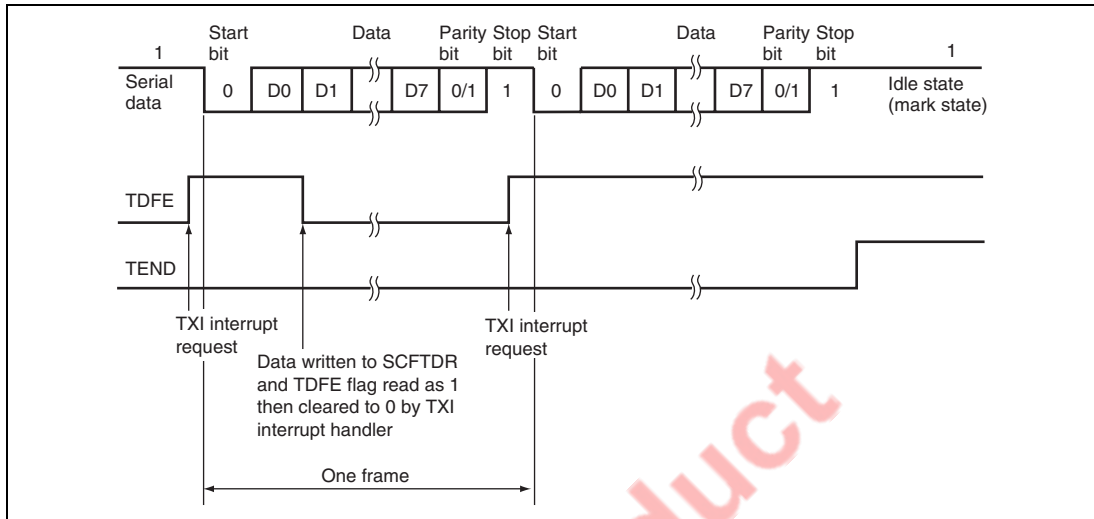 Start bit Data Parity bit Stop bit Start bit Data Parity bit Stop bit
1 1
Serial data 0 D0 D1 D7 0/1 1 0 D0 D1 D7 0/1 1 Idle state (mark state)
TDFE
TEND
TXI interrupt request
TXI interrupt request
Data written to SCFTDR
and TDFE flag read as 1
then cleared to 0 by TXI
interrupt handler
One frame
duct